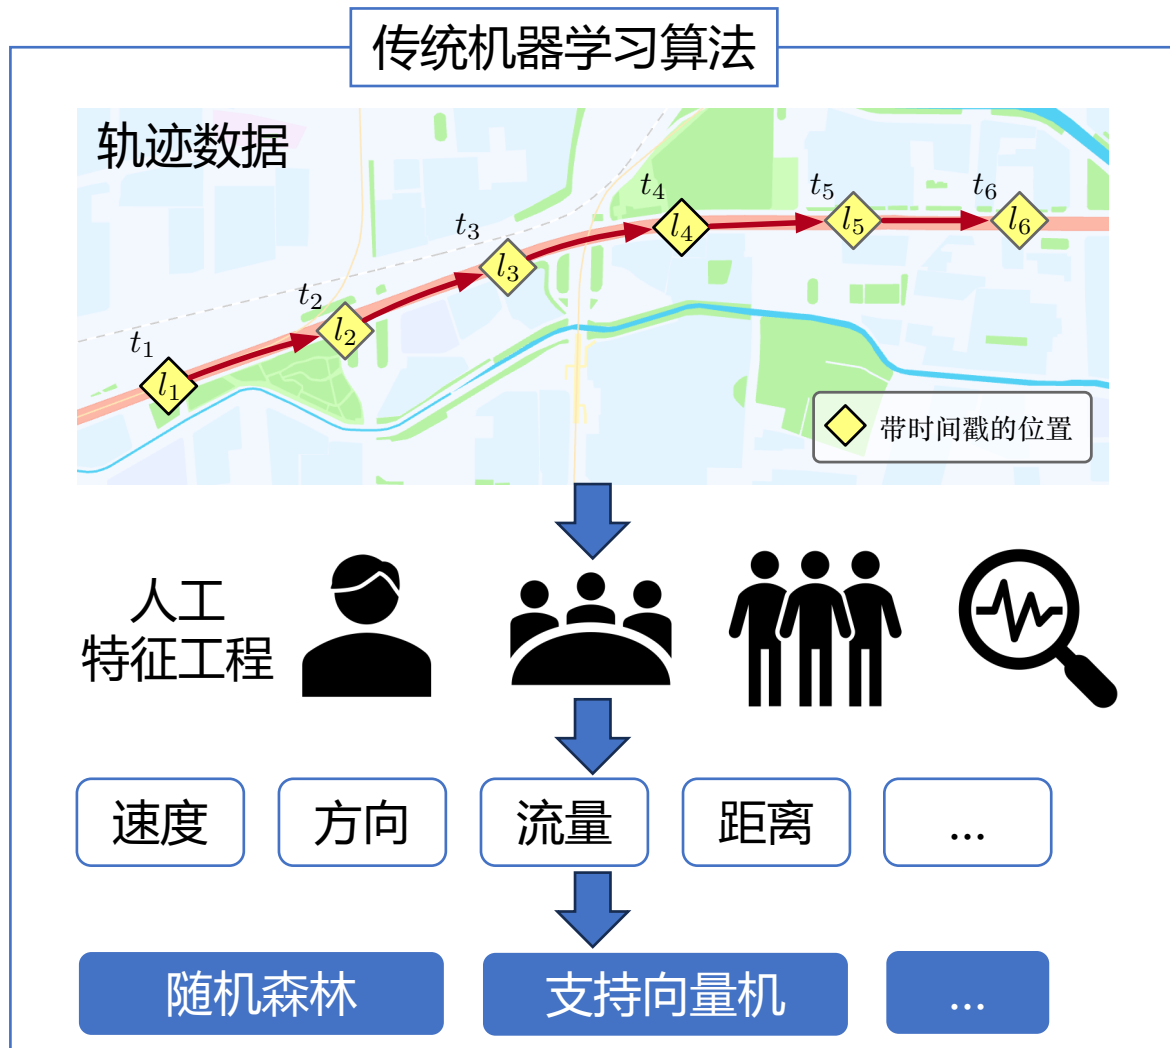 传统机器学习算法
轨迹数据
t₁ t₂ t₃ t₄ t₅ t₆
l₁ l₂ l₃ l₄ l₅ l₆
带时间戳的位置
人工
特征工程
速度 方向 流量 距离 ...
随机森林 支持向量机 ...